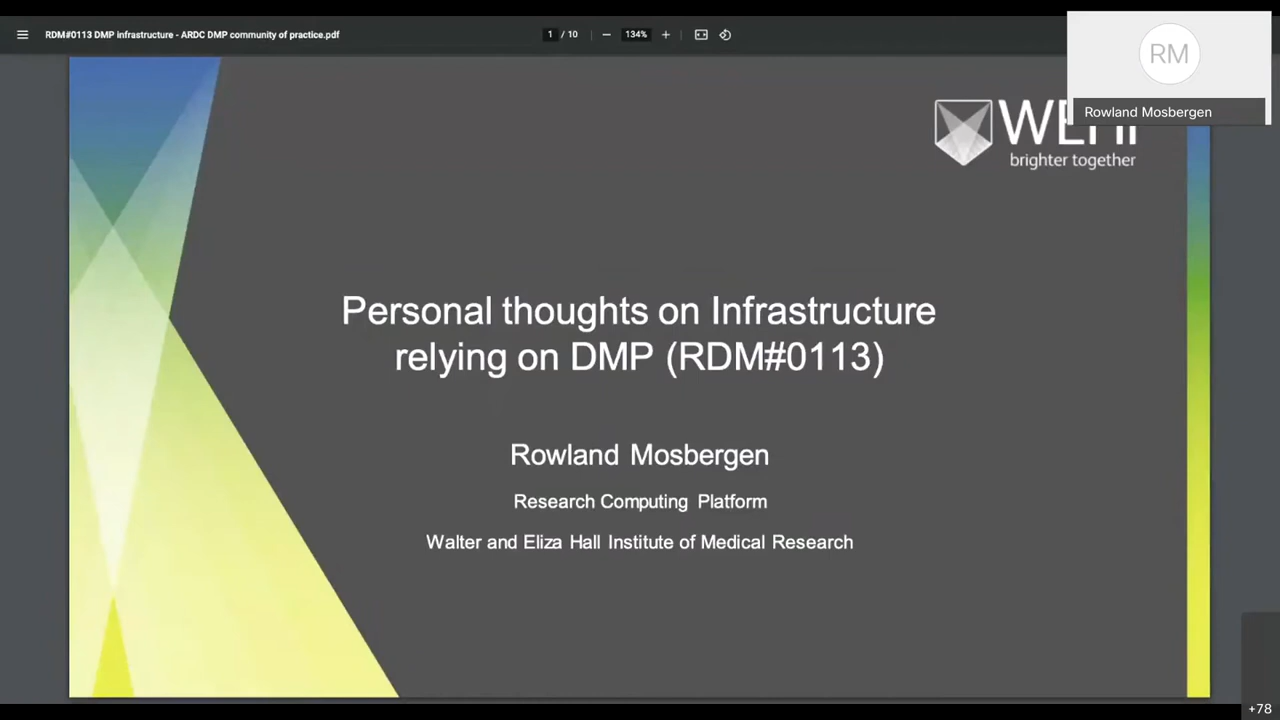 RDM#0113 DMP infrastructure - ARDC DMP community of practice.pdf
1 / 10
134%
RM
Rowland Mosbergen
WEHI
brighter together
Personal thoughts on Infrastructure
relying on DMP (RDM#0113)
Rowland Mosbergen
Research Computing Platform
Walter and Eliza Hall Institute of Medical Research
+78